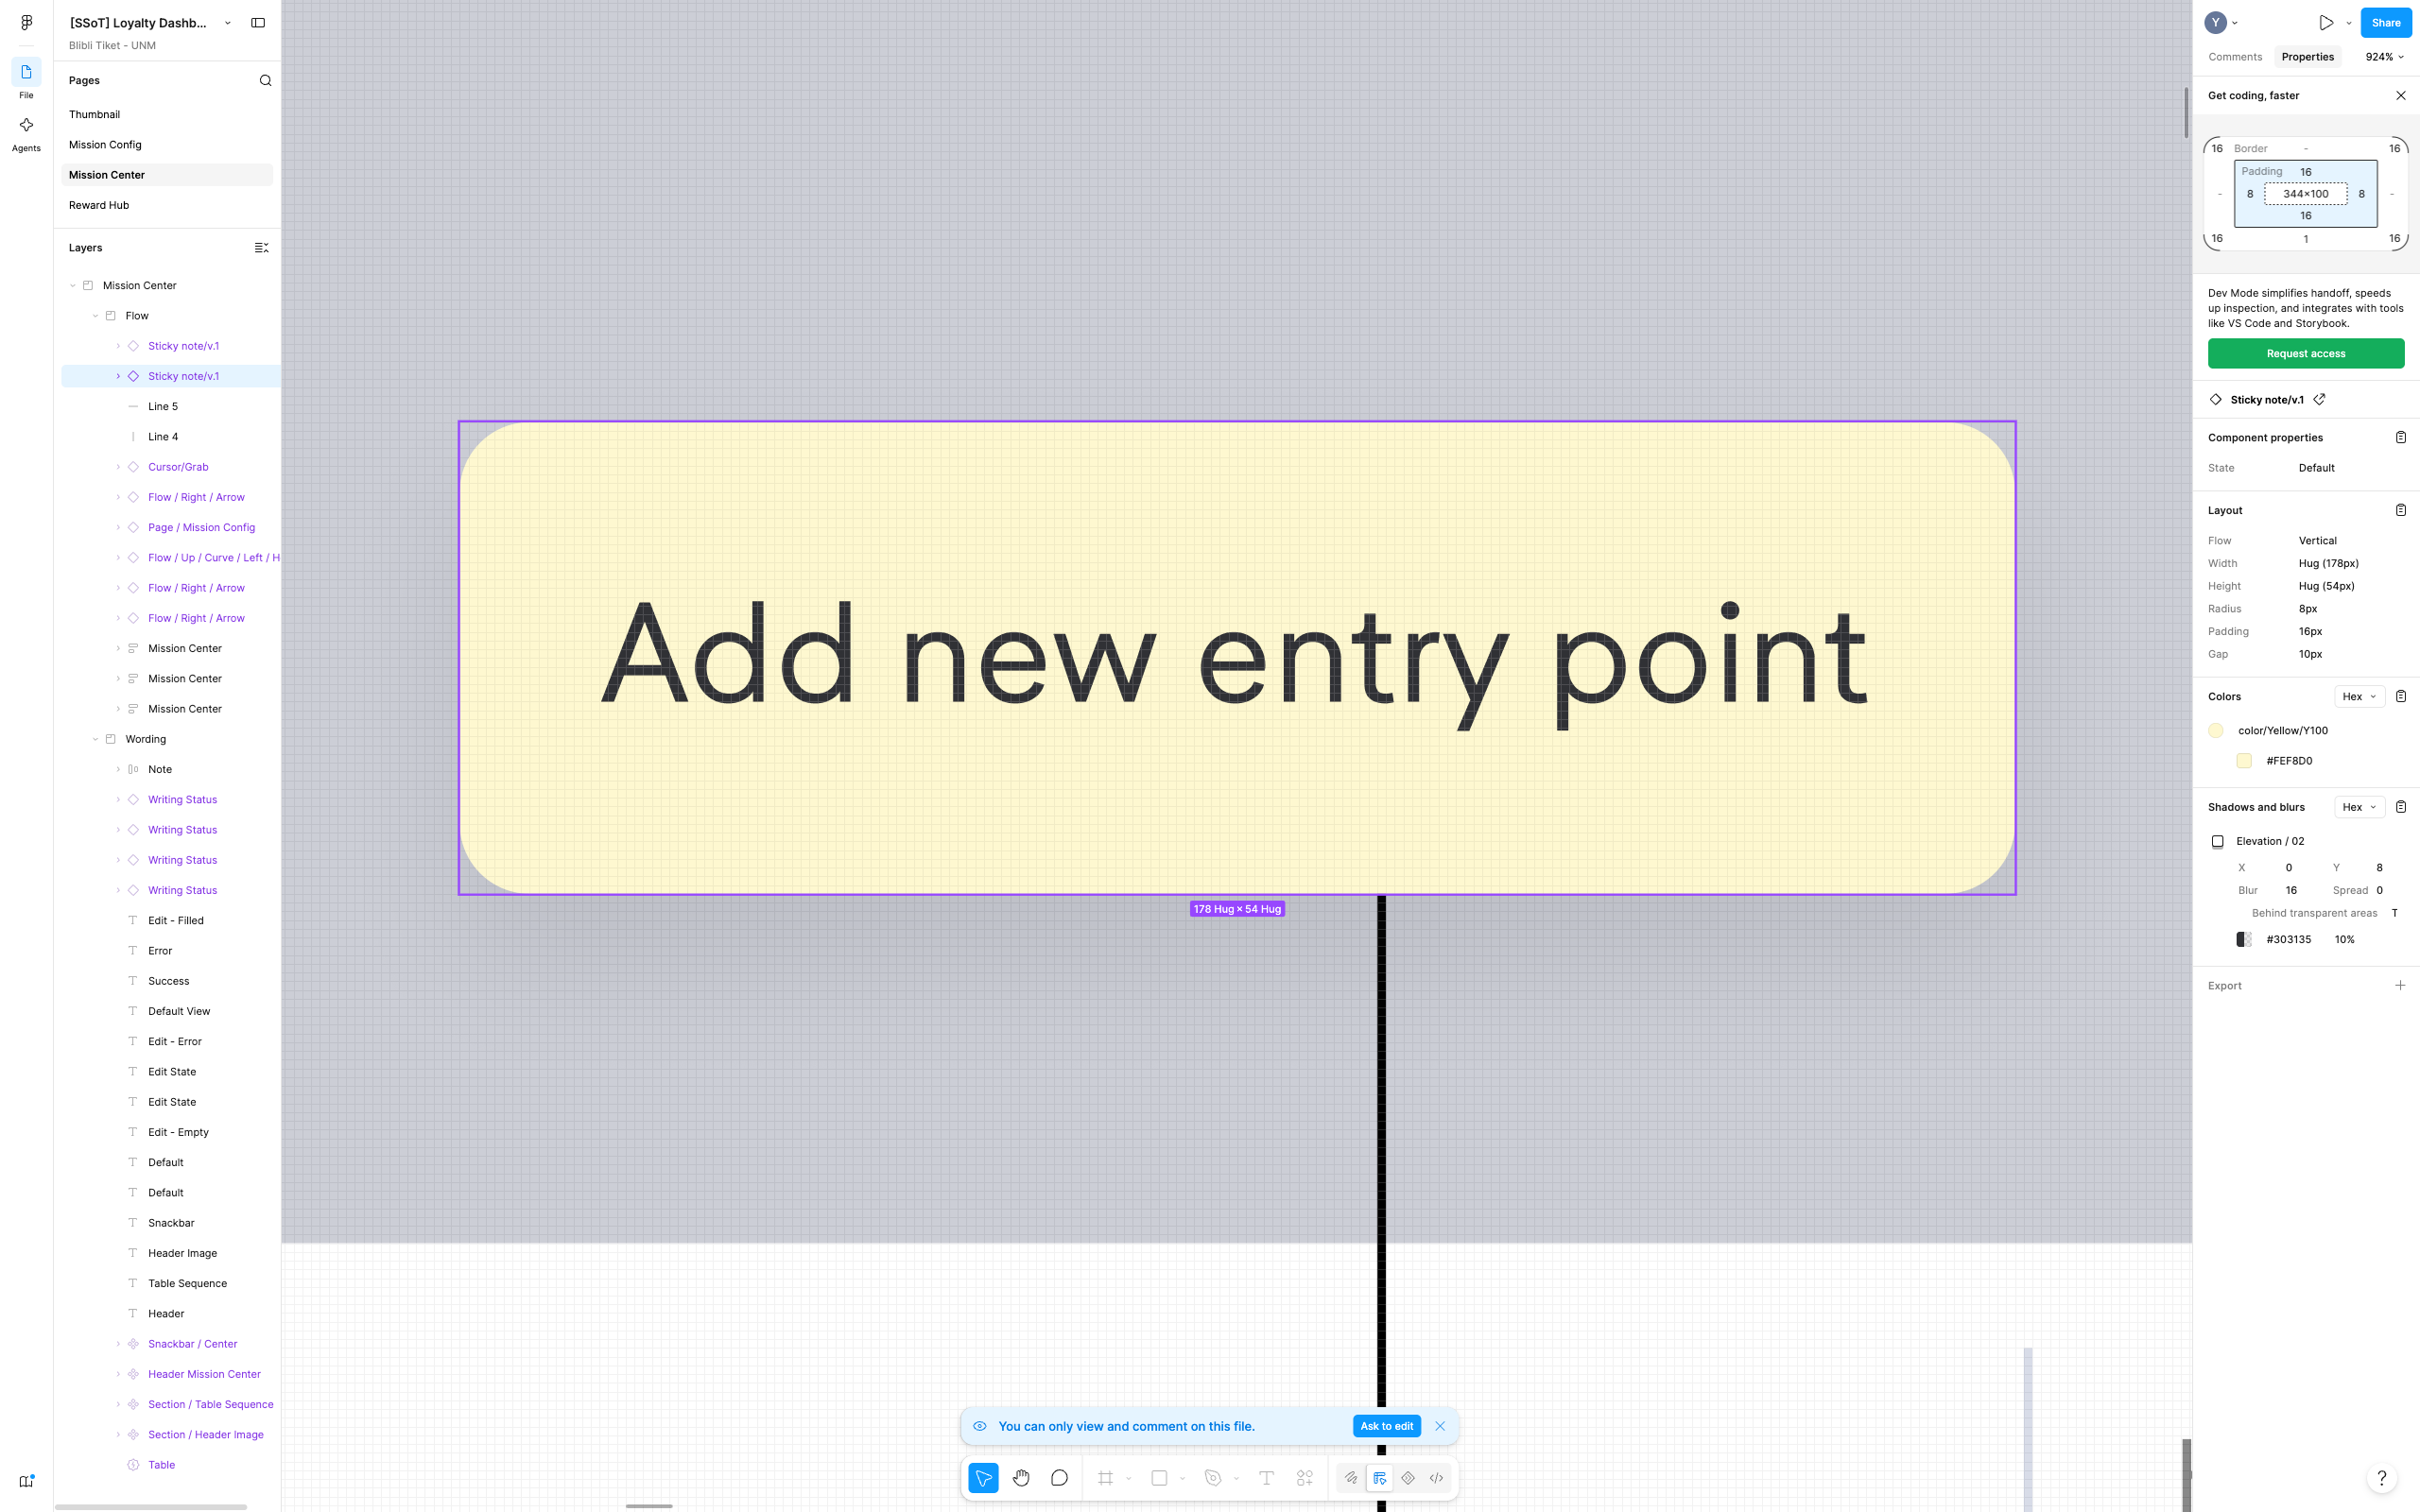 [SSoT] Loyalty Dashb...
Blibli Tiket - UNM
File
Agents
Pages
Thumbnail
Mission Config
Mission Center
Reward Hub
Layers
Mission Center
Flow
Sticky note/v.1
Sticky note/v.1
Line 5
Line 4
Cursor/Grab
Flow / Right / Arrow
Page / Mission Config
Flow / Up / Curve / Left / H
Flow / Right / Arrow
Flow / Right / Arrow
Mission Center
Mission Center
Mission Center
Wording
Note
Writing Status
Writing Status
Writing Status
Writing Status
Edit - Filled
Error
Success
Default View
Edit - Error
Edit State
Edit State
Edit - Empty
Default
Default
Snackbar
Header Image
Table Sequence
Header
Snackbar / Center
Header Mission Center
Section / Table Sequence
Section / Header Image
Table
Add new entry point
178 Hug × 54 Hug
You can only view and comment on this file.
Ask to edit
Y
Share
Comments
Properties
924%
Get coding, faster
16 Border - 16
Padding 16
- 8 344×100 8 -
16
16 1 16
Dev Mode simplifies handoff, speeds
up inspection, and integrates with tools
like VS Code and Storybook.
Request access
Sticky note/v.1
Component properties
State Default
Layout
Flow Vertical
Width Hug (178px)
Height Hug (54px)
Radius 8px
Padding 16px
Gap 10px
Colors Hex
color/Yellow/Y100
#FEF8D0
Shadows and blurs Hex
Elevation / 02
X 0 Y 8
Blur 16 Spread 0
Behind transparent areas T
#303135 10%
Export
?